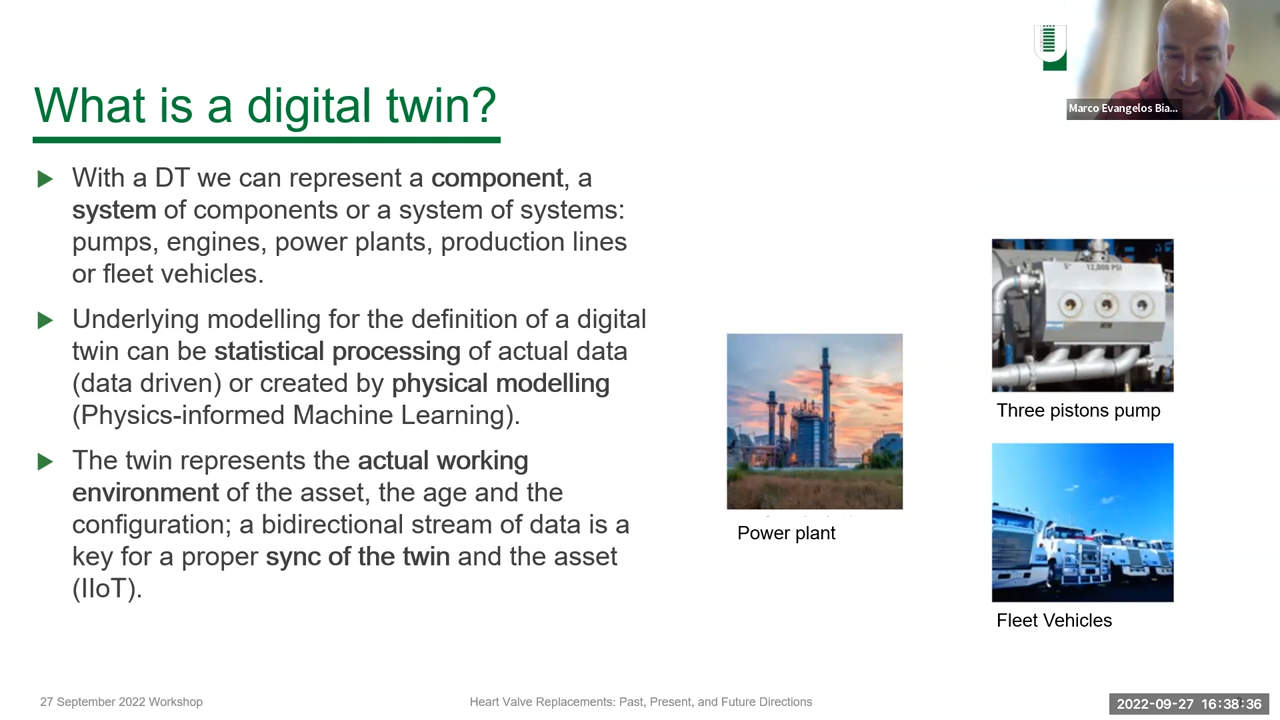 What is a digital twin?
With a DT we can represent a component, a
system of components or a system of systems:
pumps, engines, power plants, production lines
or fleet vehicles.
Underlying modelling for the definition of a digital
twin can be statistical processing of actual data
(data driven) or created by physical modelling
(Physics-informed Machine Learning).
The twin represents the actual working
environment of the asset, the age and the
configuration; a bidirectional stream of data is a
key for a proper sync of the twin and the asset
(IIoT).
Power plant
12,000 PSI
Three pistons pump
Fleet Vehicles
Marco Evangelos Bia...
27 September 2022 Workshop
Heart Valve Replacements: Past, Present, and Future Directions
2022-09-27 16:38:36